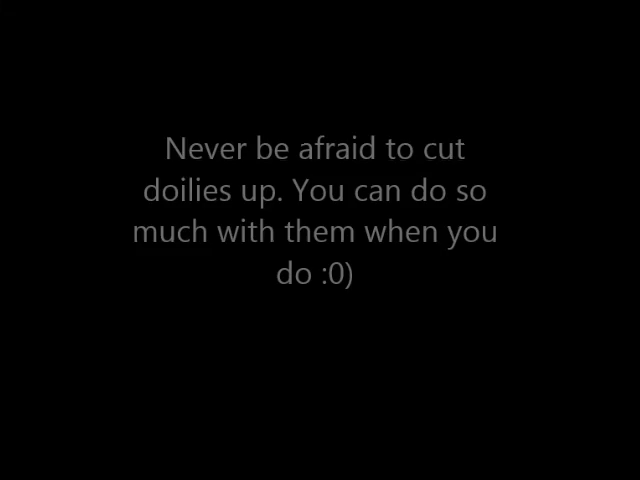 Never be afraid to cut
doilies up. You can do so
much with them when you
do :0)